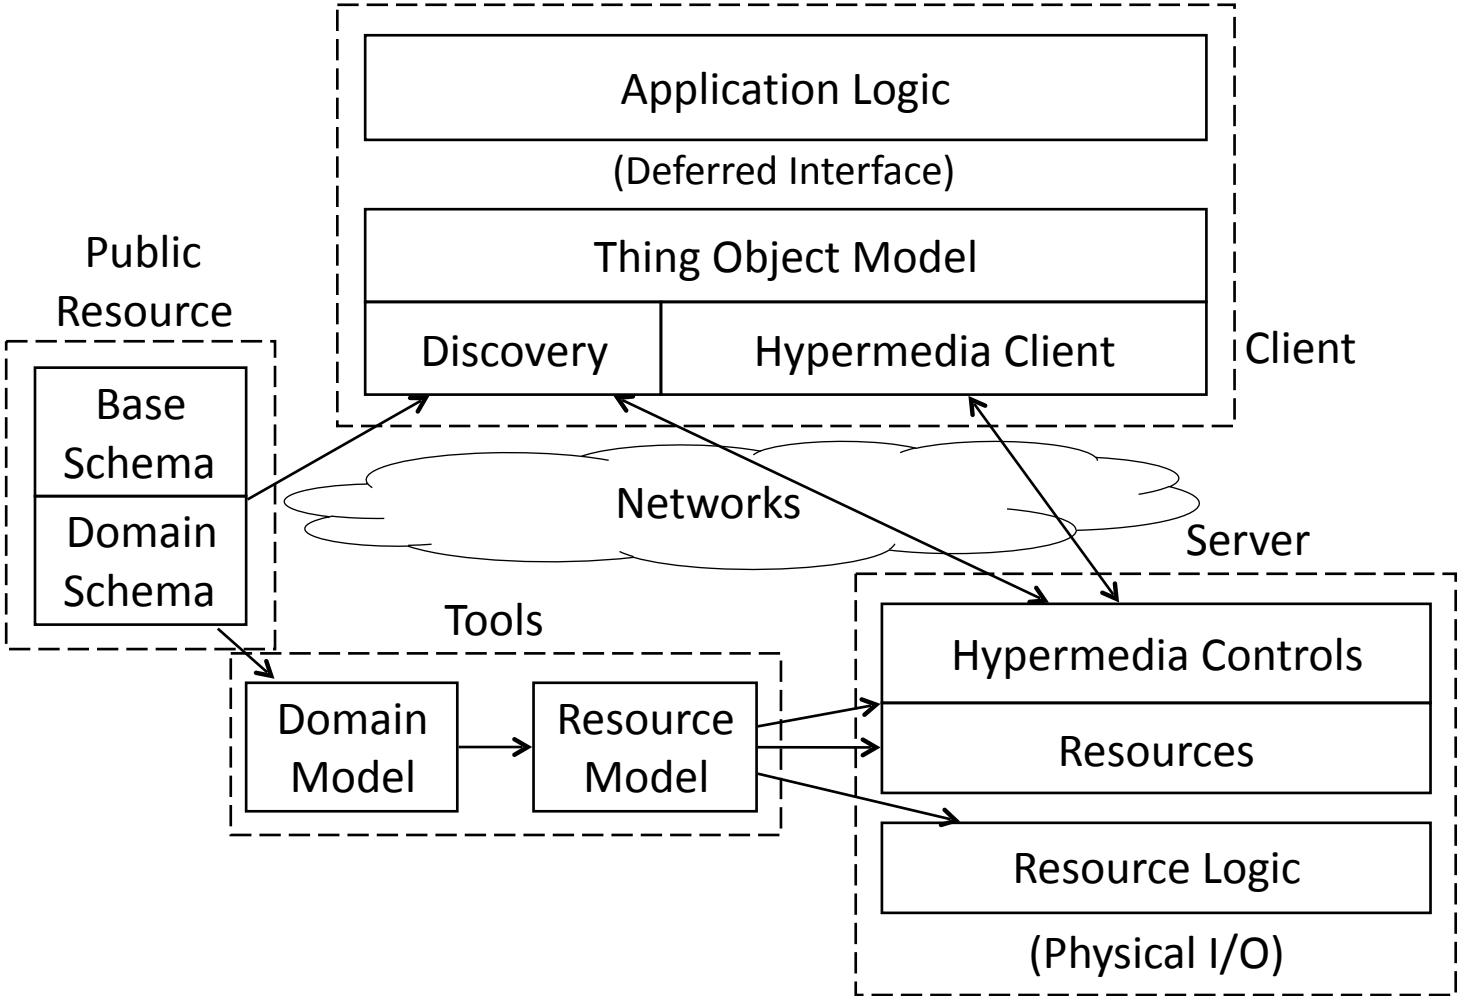 Application Logic
(Deferred Interface)
Thing Object Model
Discovery
Hypermedia Client
Client
Public
Resource
Base
Schema
Domain
Schema
Networks
Tools
Domain
Model
Resource
Model
Server
Hypermedia Controls
Resources
Resource Logic
(Physical I/O)